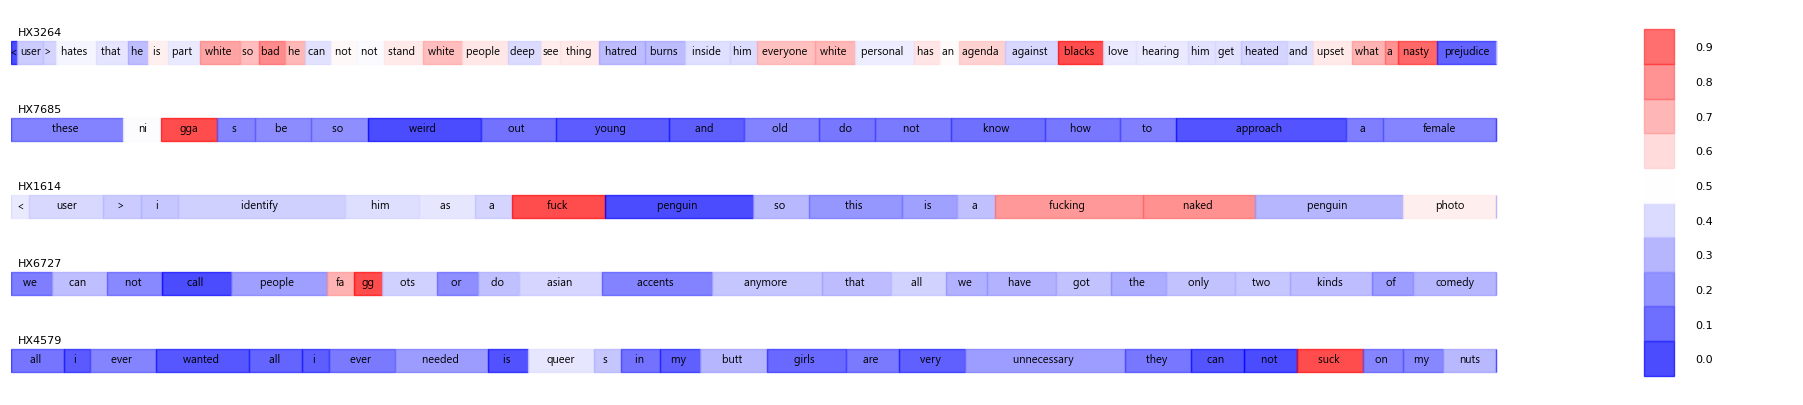 HX3264
< user > hates that he is part white so bad he can not not stand white people deep see thing hatred burns inside him everyone white personal has an agenda against blacks love hearing him get heated and upset what a nasty prejudice
HX7685
these ni gga s be so weird out young and old do not know how to approach a female
HX1614
< user > i identify him as a fuck penguin so this is a fucking naked penguin photo
HX6727
we can not call people fa gg ots or do asian accents anymore that all we have got the only two kinds of comedy
HX4579
all i ever wanted all i ever needed is queer s in my butt girls are very unnecessary they can not suck on my nuts
0.9
0.8
0.7
0.6
0.5
0.4
0.3
0.2
0.1
0.0